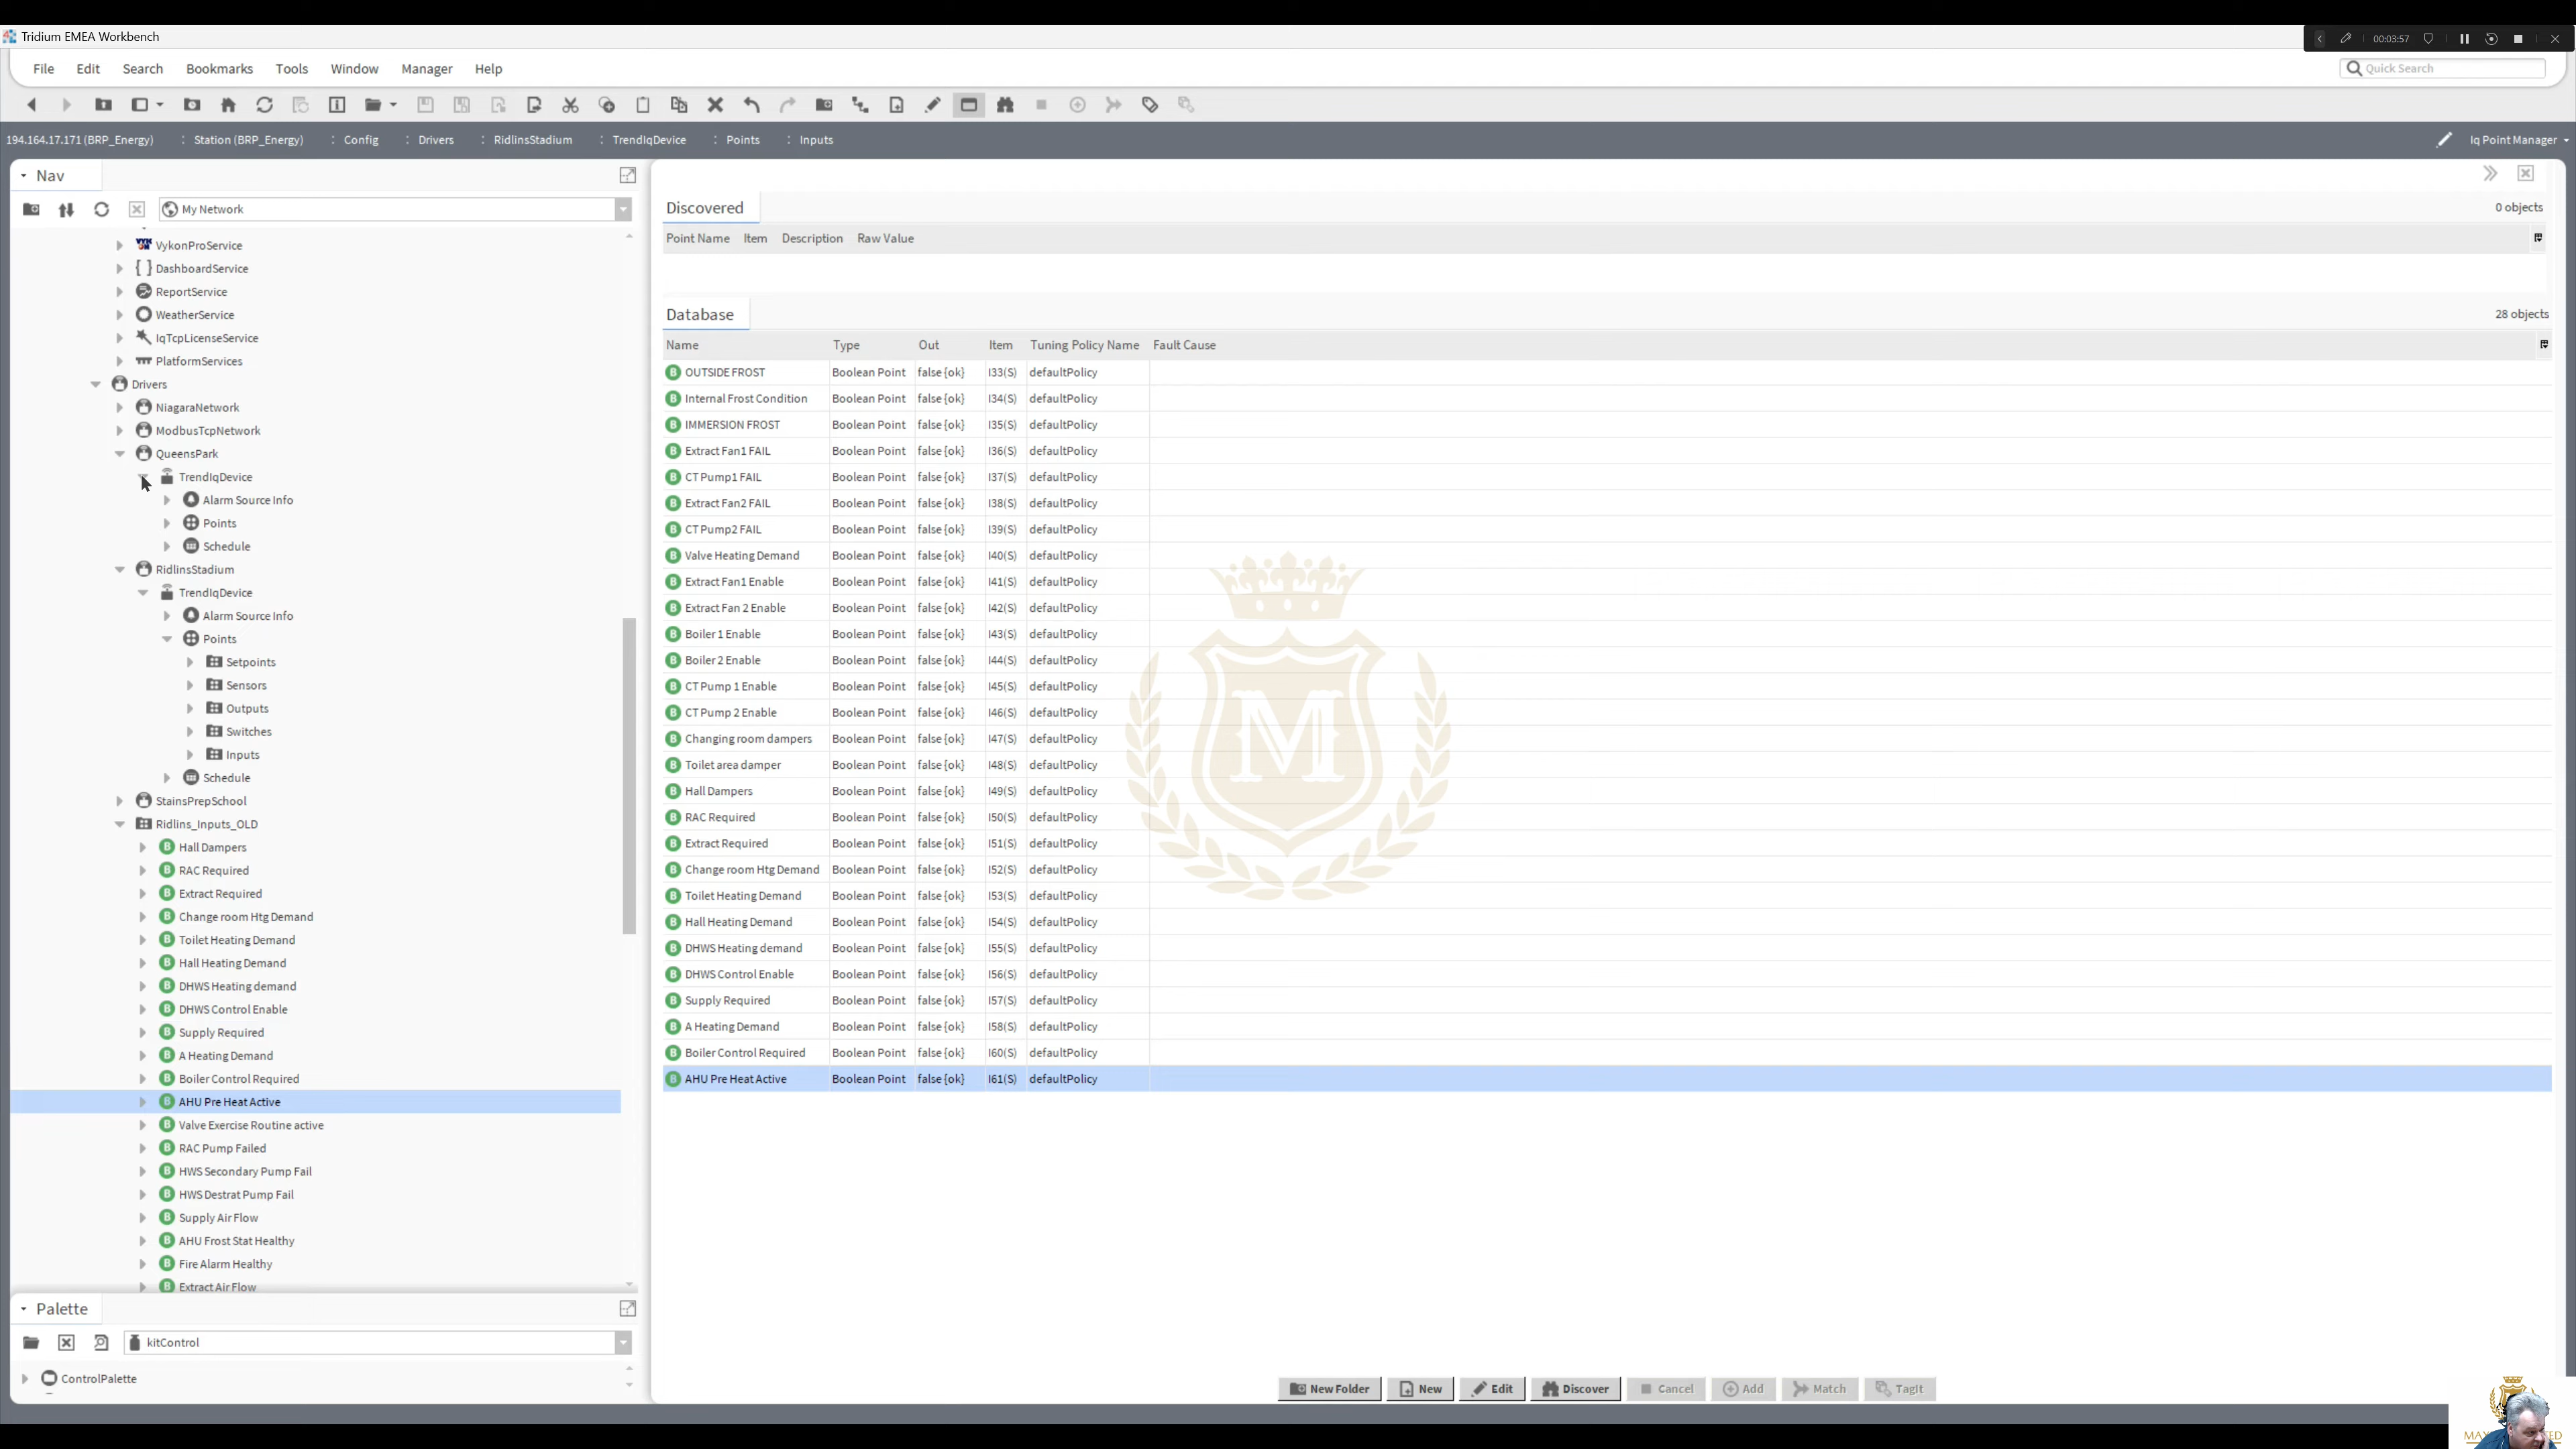 Tridium EMEA Workbench
00:03:57
File Edit Search Bookmarks Tools Window Manager Help
Quick Search
194.164.17.171 (BRP_Energy) : Station (BRP_Energy) : Config : Drivers : RidlinsStadium : TrendIqDevice : Points : Inputs
Iq Point Manager
Nav
My Network
VykonProService
DashboardService
ReportService
WeatherService
IqTcpLicenseService
PlatformServices
Drivers
NiagaraNetwork
ModbusTcpNetwork
QueensPark
TrendIqDevice
Alarm Source Info
Points
Schedule
RidlinsStadium
TrendIqDevice
Alarm Source Info
Points
Setpoints
Sensors
Outputs
Switches
Inputs
Schedule
StainsPrepSchool
Ridlins_Inputs_OLD
Hall Dampers
RAC Required
Extract Required
Change room Htg Demand
Toilet Heating Demand
Hall Heating Demand
DHWS Heating demand
DHWS Control Enable
Supply Required
A Heating Demand
Boiler Control Required
AHU Pre Heat Active
Valve Exercise Routine active
RAC Pump Failed
HWS Secondary Pump Fail
HWS Destrat Pump Fail
Supply Air Flow
AHU Frost Stat Healthy
Fire Alarm Healthy
Extract Air Flow
Palette
kitControl
ControlPalette
Discovered
0 objects
Point Name Item Description Raw Value
Database
28 objects
Name Type Out Item Tuning Policy Name Fault Cause
OUTSIDE FROST Boolean Point false {ok} I33(S) defaultPolicy
Internal Frost Condition Boolean Point false {ok} I34(S) defaultPolicy
IMMERSION FROST Boolean Point false {ok} I35(S) defaultPolicy
Extract Fan1 FAIL Boolean Point false {ok} I36(S) defaultPolicy
CT Pump1 FAIL Boolean Point false {ok} I37(S) defaultPolicy
Extract Fan2 FAIL Boolean Point false {ok} I38(S) defaultPolicy
CT Pump2 FAIL Boolean Point false {ok} I39(S) defaultPolicy
Valve Heating Demand Boolean Point false {ok} I40(S) defaultPolicy
Extract Fan1 Enable Boolean Point false {ok} I41(S) defaultPolicy
Extract Fan 2 Enable Boolean Point false {ok} I42(S) defaultPolicy
Boiler 1 Enable Boolean Point false {ok} I43(S) defaultPolicy
Boiler 2 Enable Boolean Point false {ok} I44(S) defaultPolicy
CT Pump 1 Enable Boolean Point false {ok} I45(S) defaultPolicy
CT Pump 2 Enable Boolean Point false {ok} I46(S) defaultPolicy
Changing room dampers Boolean Point false {ok} I47(S) defaultPolicy
Toilet area damper Boolean Point false {ok} I48(S) defaultPolicy
Hall Dampers Boolean Point false {ok} I49(S) defaultPolicy
RAC Required Boolean Point false {ok} I50(S) defaultPolicy
Extract Required Boolean Point false {ok} I51(S) defaultPolicy
Change room Htg Demand Boolean Point false {ok} I52(S) defaultPolicy
Toilet Heating Demand Boolean Point false {ok} I53(S) defaultPolicy
Hall Heating Demand Boolean Point false {ok} I54(S) defaultPolicy
DHWS Heating demand Boolean Point false {ok} I55(S) defaultPolicy
DHWS Control Enable Boolean Point false {ok} I56(S) defaultPolicy
Supply Required Boolean Point false {ok} I57(S) defaultPolicy
A Heating Demand Boolean Point false {ok} I58(S) defaultPolicy
Boiler Control Required Boolean Point false {ok} I60(S) defaultPolicy
AHU Pre Heat Active Boolean Point false {ok} I61(S) defaultPolicy
M
New Folder New Edit Discover Cancel Add Match TagIt